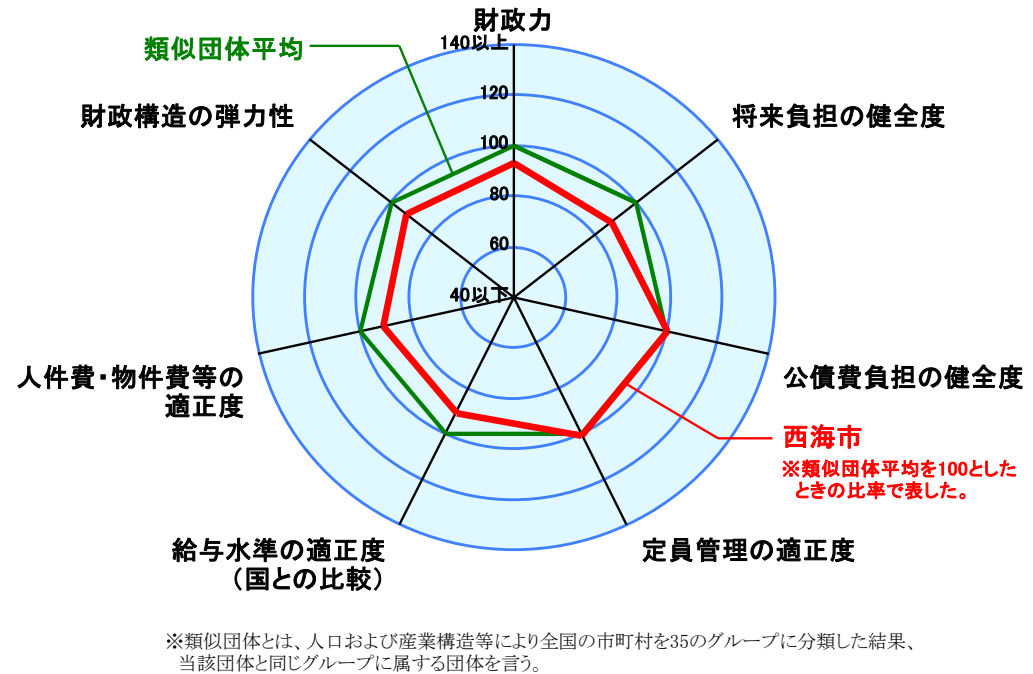 財政力
140以上
類似団体平均
120
財政構造の弾力性
将来負担の健全度
100
80
60
40以下
人件費・物件費等の
適正度
公債費負担の健全度
西海市
※類似団体平均を100とした
ときの比率で表した。
給与水準の適正度
（国との比較）
定員管理の適正度
※類似団体とは、人口および産業構造等により全国の市町村を35のグループに分類した結果、
当該団体と同じグループに属する団体を言う。